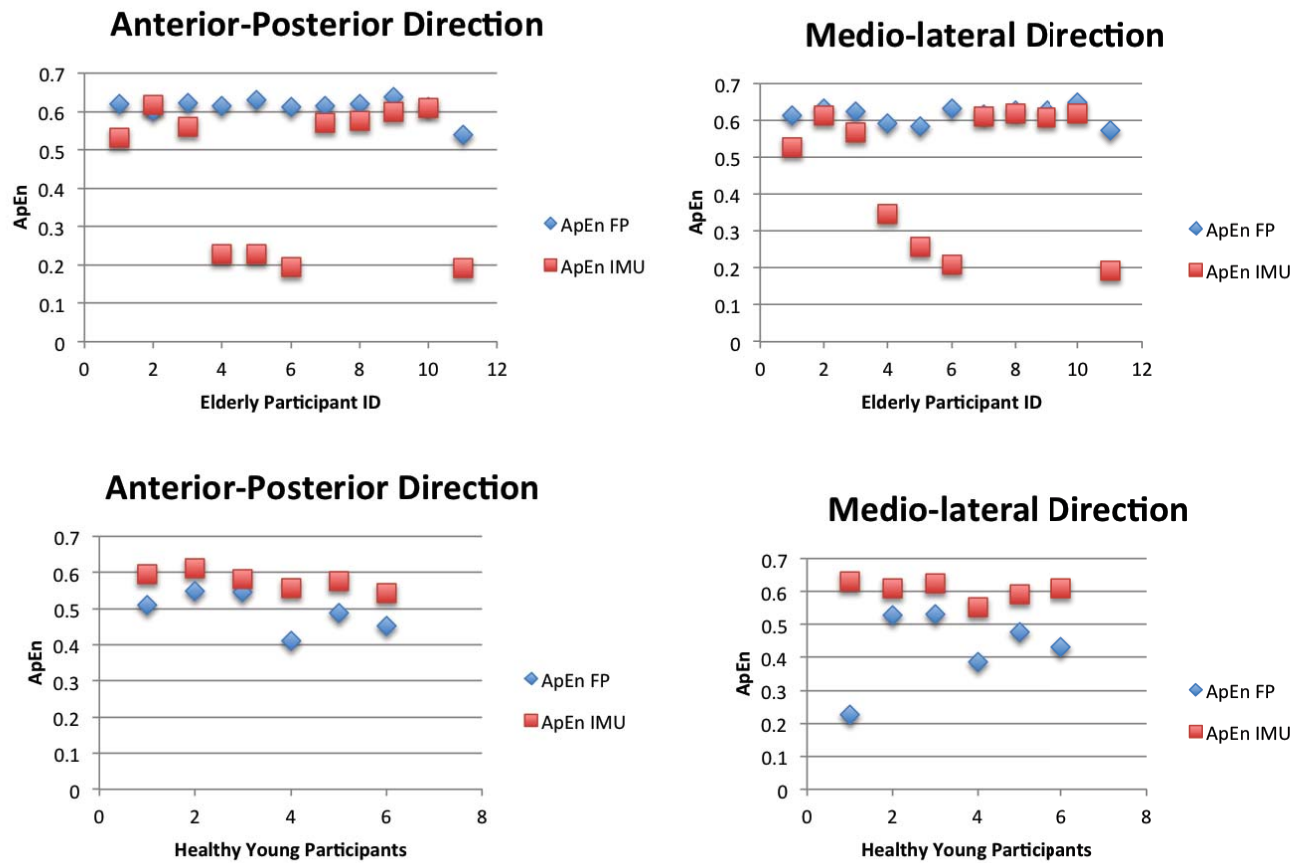 Anterior-Posterior Direction
0.7
0.6
0.5
0.4
0.3
0.2
0.1
0
ApEn
0 2 4 6 8 10 12
Elderly Participant ID
ApEn FP
ApEn IMU
Medio-lateral Direction
0.7
0.6
0.5
0.4
0.3
0.2
0.1
0
ApEn
0 2 4 6 8 10 12
Elderly Participant ID
ApEn FP
ApEn IMU
Anterior-Posterior Direction
0.7
0.6
0.5
0.4
0.3
0.2
0.1
0
ApEn
0 2 4 6 8
Healthy Young Participants
ApEn FP
ApEn IMU
Medio-lateral Direction
0.7
0.6
0.5
0.4
0.3
0.2
0.1
0
ApEn
0 2 4 6 8
Healthy Young Participants
ApEn FP
ApEn IMU